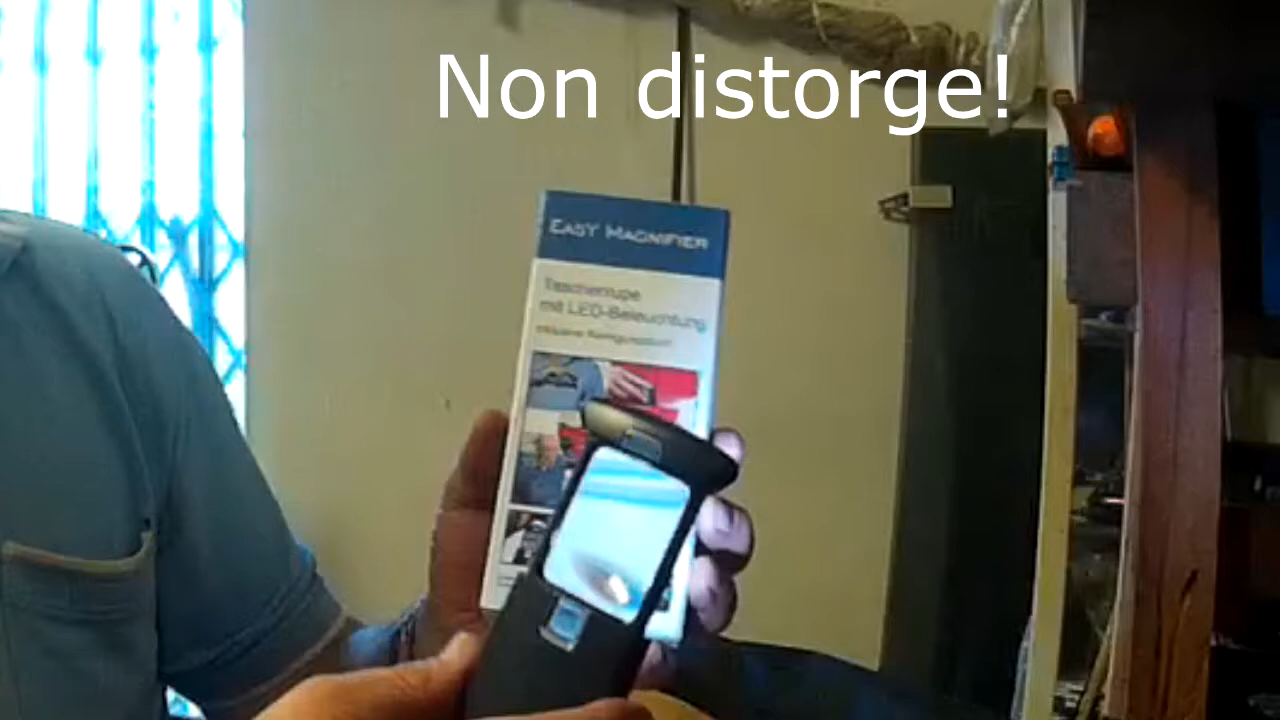 Non distorge!
EASY MAGNIFIER
Taschenlupe
mit LED-Beleuchtung